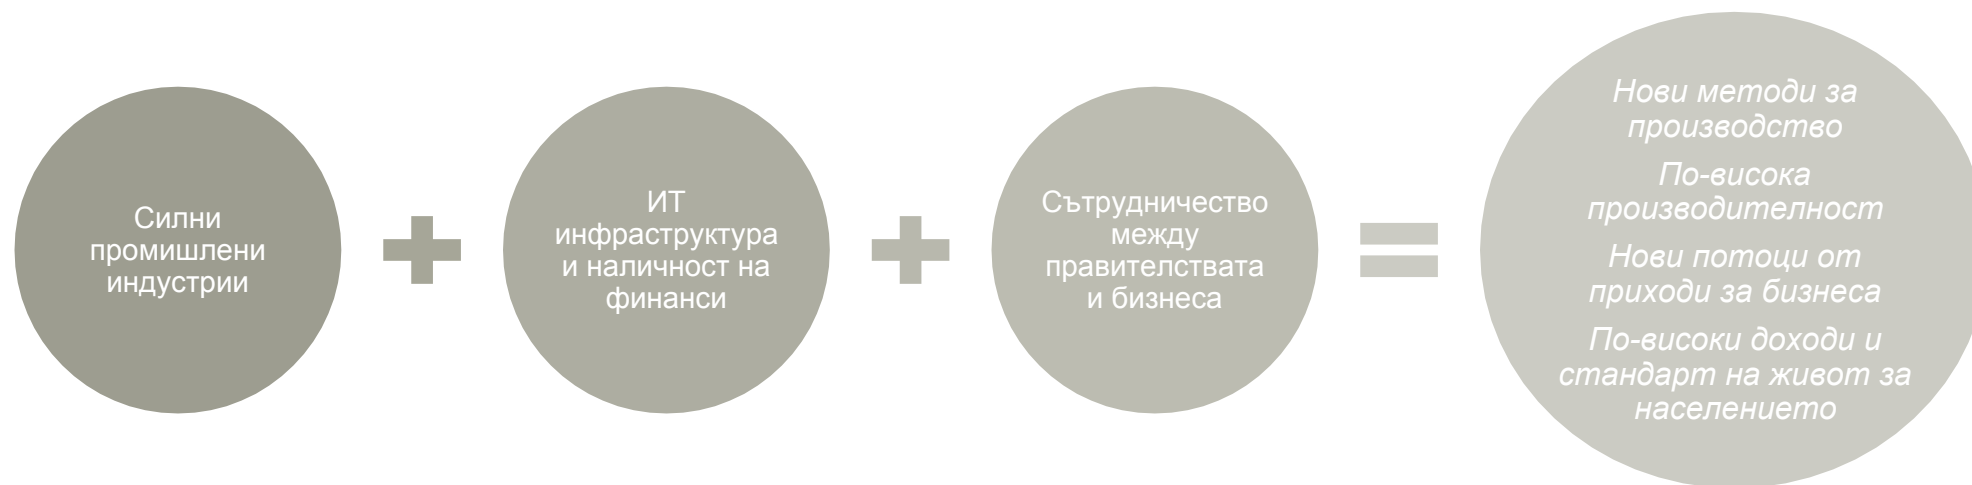 Силни
промишлени
индустрии
ИТ
инфраструктура
и наличност на
финанси
Сътрудничество
между
правителствата
и бизнеса
Нови методи за
производство
По-висока
производителност
Нови потоци от
приходи за бизнеса
По-високи доходи и
стандарт на живот за
населението